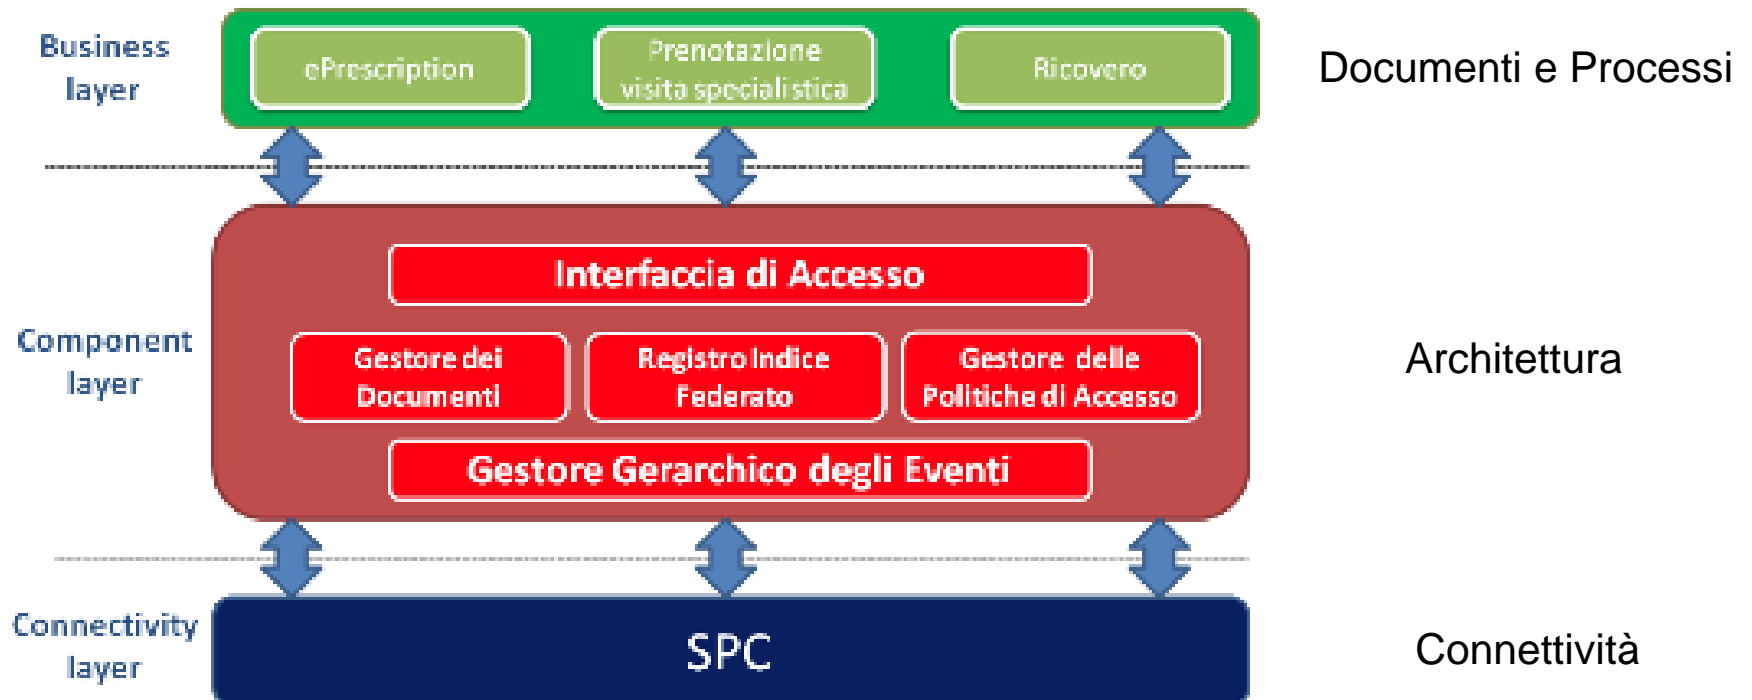 Business
layer
ePrescription
Prenotazione
visita specialistica
Ricovero
Documenti e Processi
Interfaccia di Accesso
Component
layer
Gestore dei
Documenti
Registro Indice
Federato
Gestore delle
Politiche di Accesso
Architettura
Gestore Gerarchico degli Eventi
Connectivity
layer
SPC
Connettività